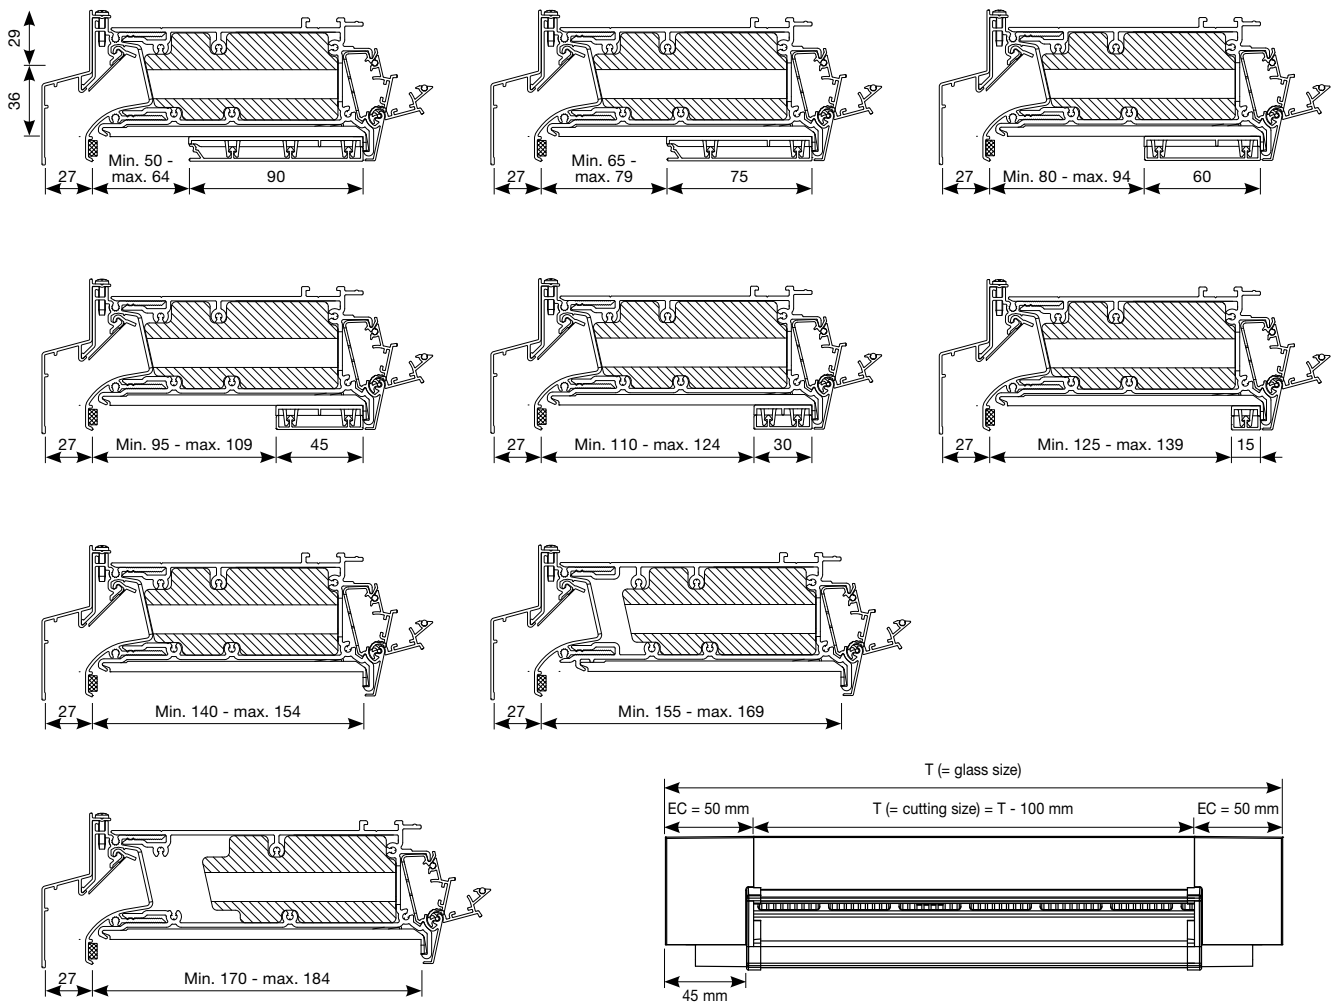 29
36
27
Min. 50 -
max. 64
90
27
Min. 65 -
max. 79
75
27
Min. 80 - max. 94
60
27
Min. 95 - max. 109
45
27
Min. 110 - max. 124
30
27
Min. 125 - max. 139
15
27
Min. 140 - max. 154
27
Min. 155 - max. 169
T (= glass size)
EC = 50 mm
T (= cutting size) = T - 100 mm
EC = 50 mm
27
Min. 170 - max. 184
45 mm